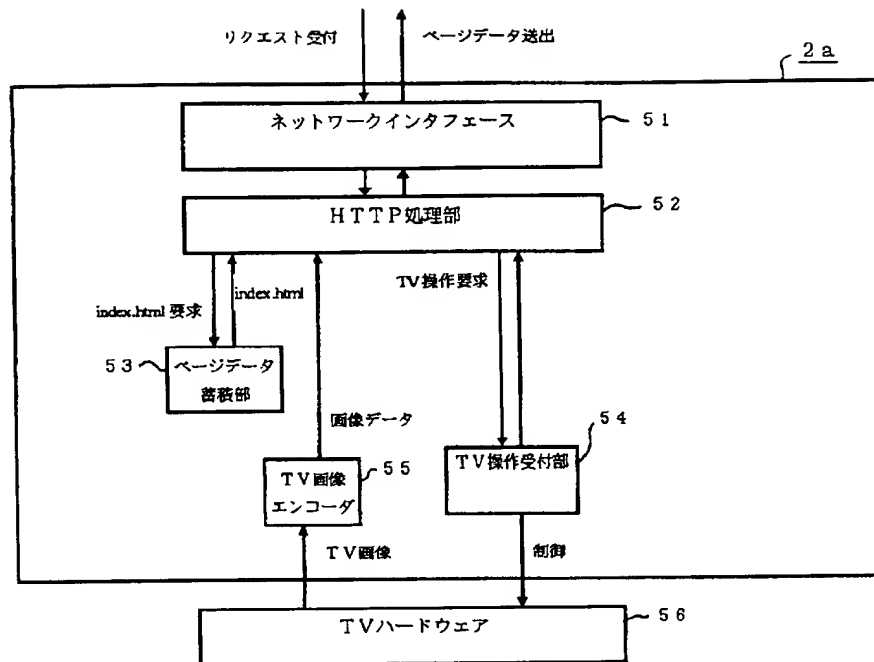 リクエスト受付
ページデータ送出
2a
ネットワークインタフェース
51
HTTP処理部
52
index.html 要求
index.html
TV操作要求
53
ページデータ
蓄積部
画像データ
54
TV操作受付部
55
TV画像
エンコーダ
TV画像
制御
TVハードウェア
56